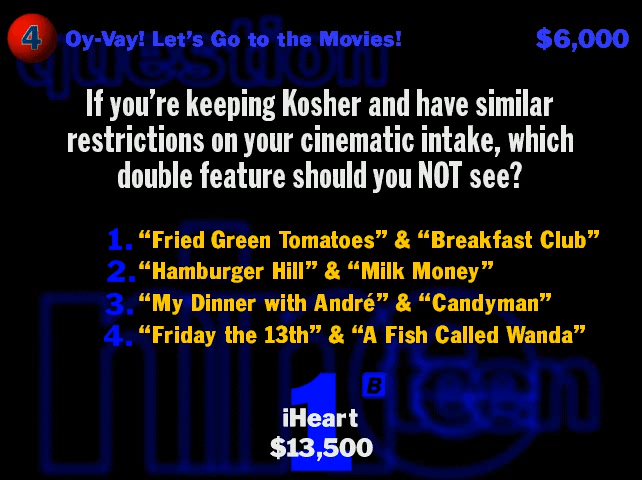 4 Oy-Vay! Let's Go to the Movies! $6,000
question
If you're keeping Kosher and have similar
restrictions on your cinematic intake, which
double feature should you NOT see?
1. “Fried Green Tomatoes” & “Breakfast Club”
2. “Hamburger Hill” & “Milk Money”
3. “My Dinner with André” & “Candyman”
4. “Friday the 13th” & “A Fish Called Wanda”
1 B
iHeart
$13,500